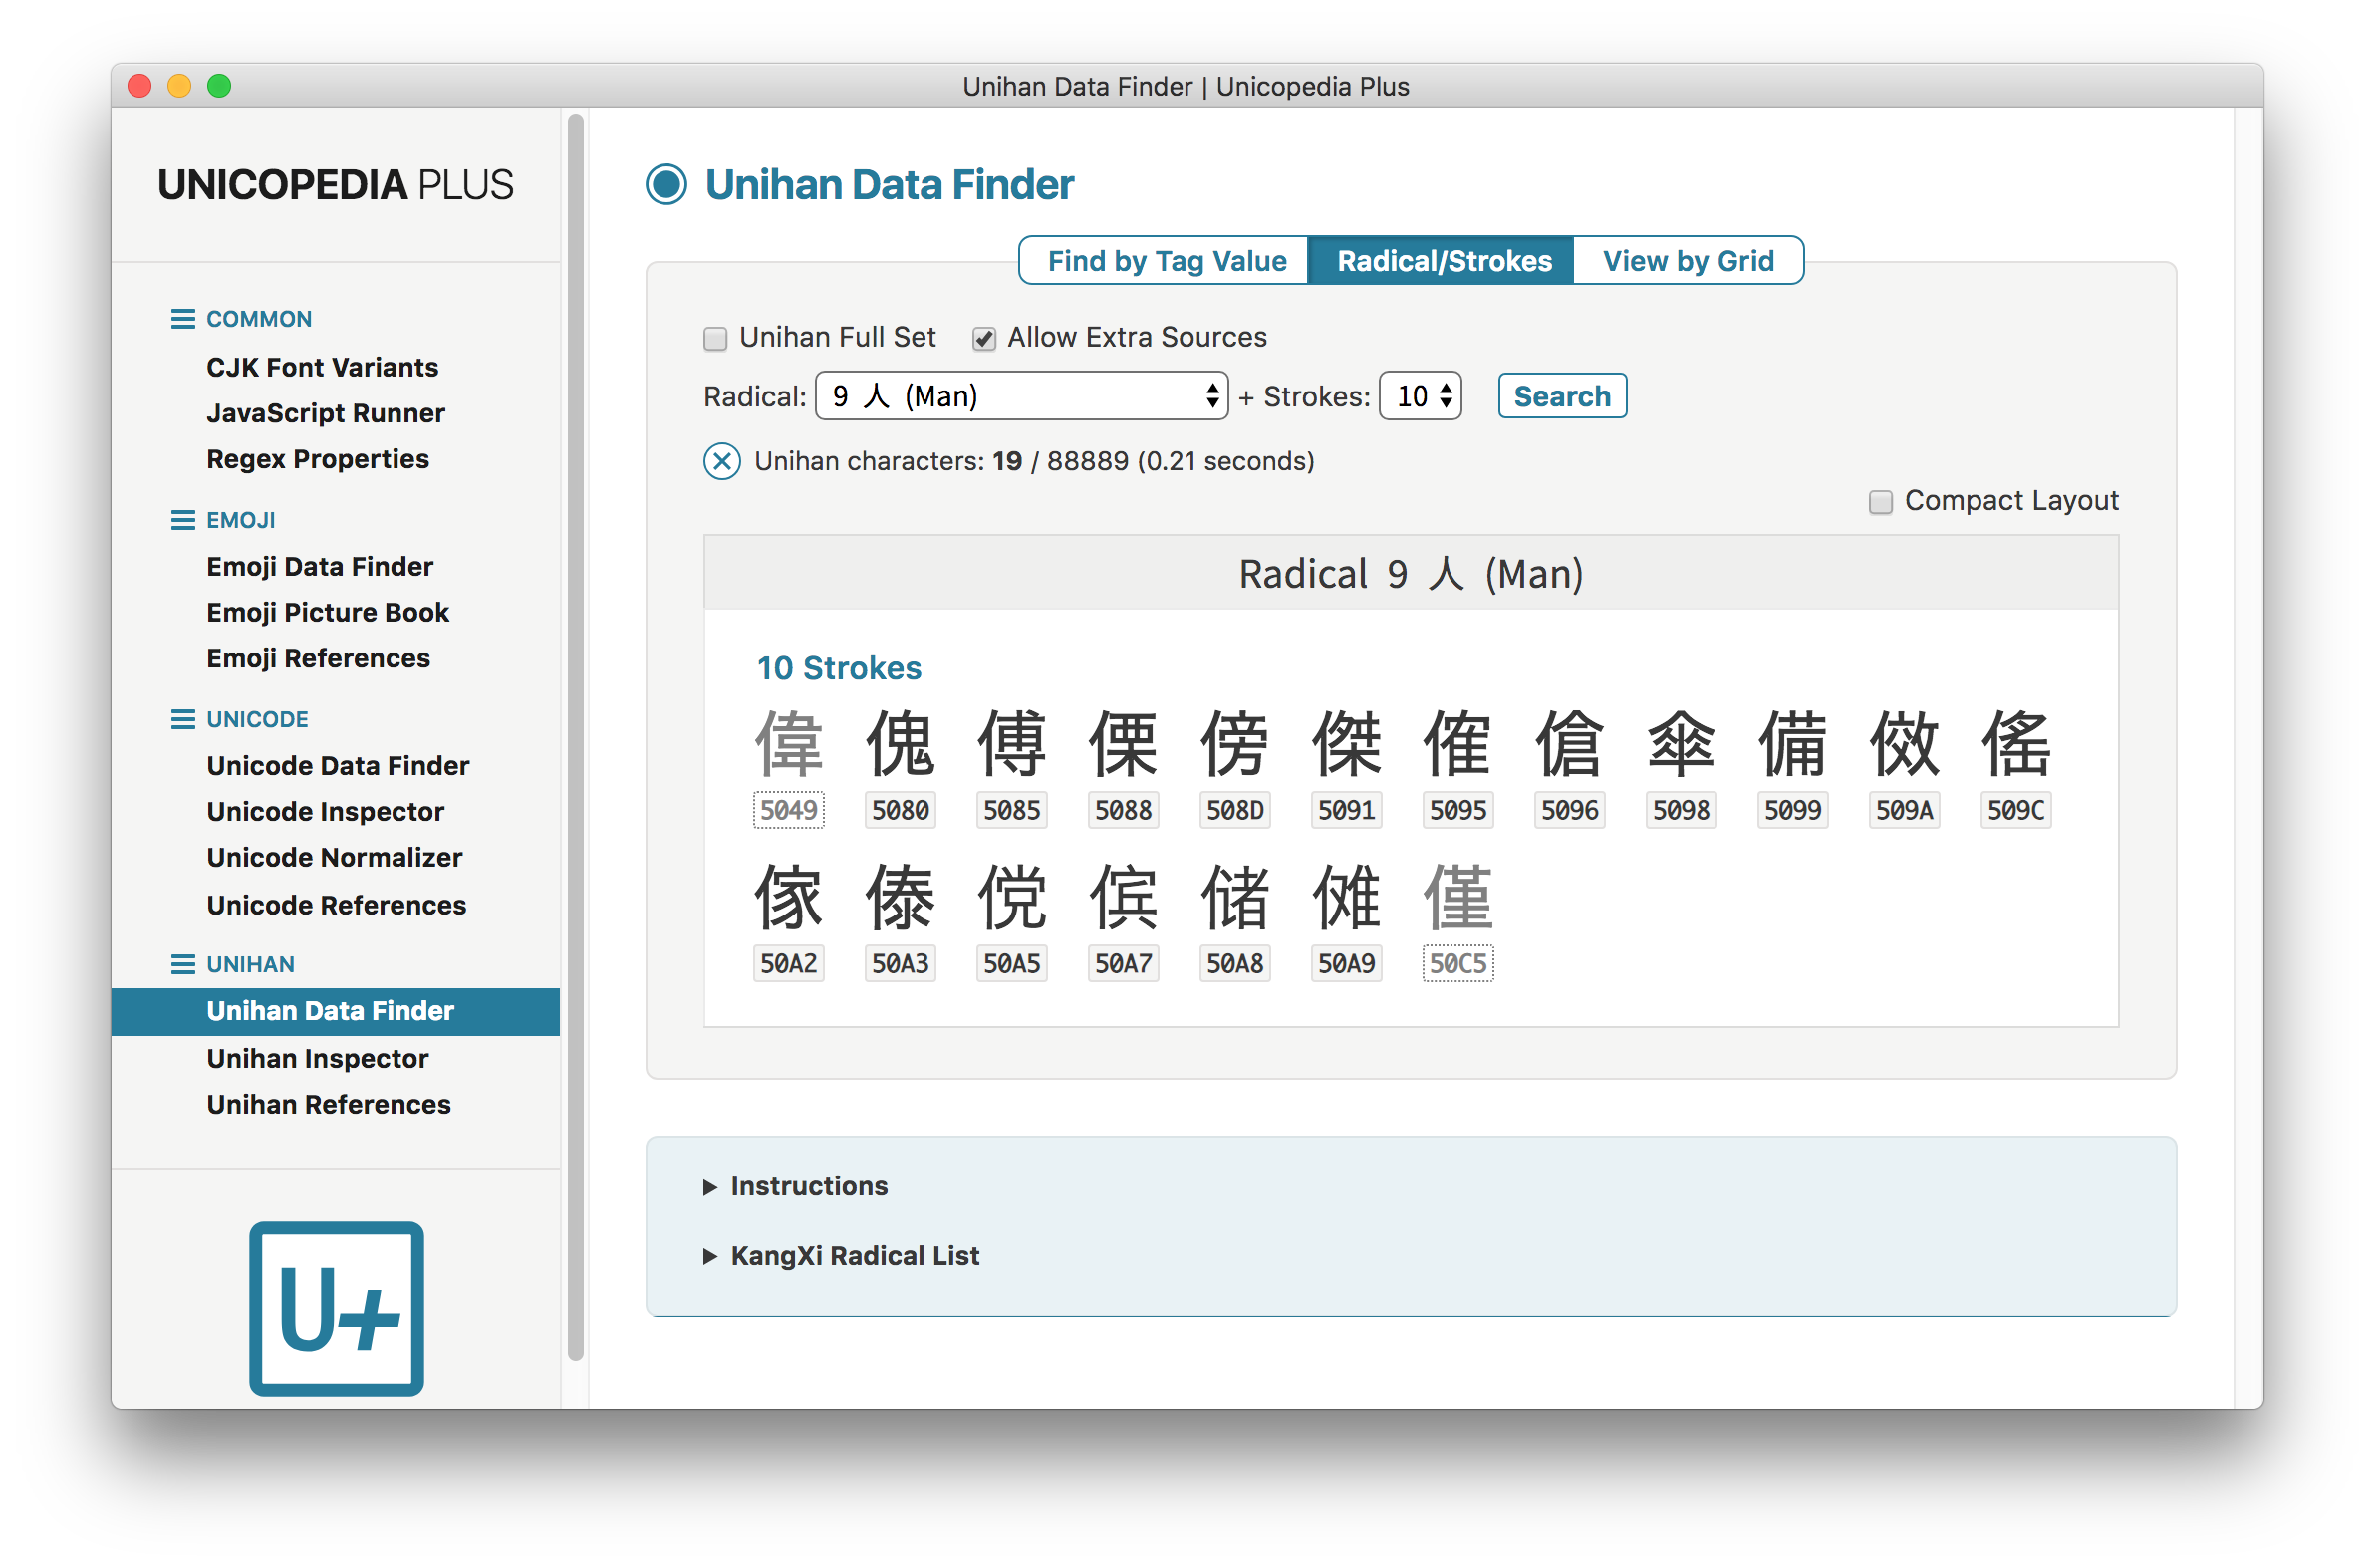 Unihan Data Finder | Unicopedia Plus
UNICOPEDIA PLUS
COMMON
CJK Font Variants
JavaScript Runner
Regex Properties
EMOJI
Emoji Data Finder
Emoji Picture Book
Emoji References
UNICODE
Unicode Data Finder
Unicode Inspector
Unicode Normalizer
Unicode References
UNIHAN
Unihan Data Finder
Unihan Inspector
Unihan References
U+
Unihan Data Finder
Find by Tag Value Radical/Strokes View by Grid
Unihan Full Set Allow Extra Sources
Radical: 9 人 (Man) + Strokes: 10 Search
Unihan characters: 19 / 88889 (0.21 seconds)
Compact Layout
Radical 9 人 (Man)
10 Strokes
偉 傀 傅 傈 傍 傑 傕 傖 傘 備 傚 傜
5049 5080 5085 5088 508D 5091 5095 5096 5098 5099 509A 509C
傢 傣 傥 傧 储 傩 僅
50A2 50A3 50A5 50A7 50A8 50A9 50C5
Instructions
KangXi Radical List